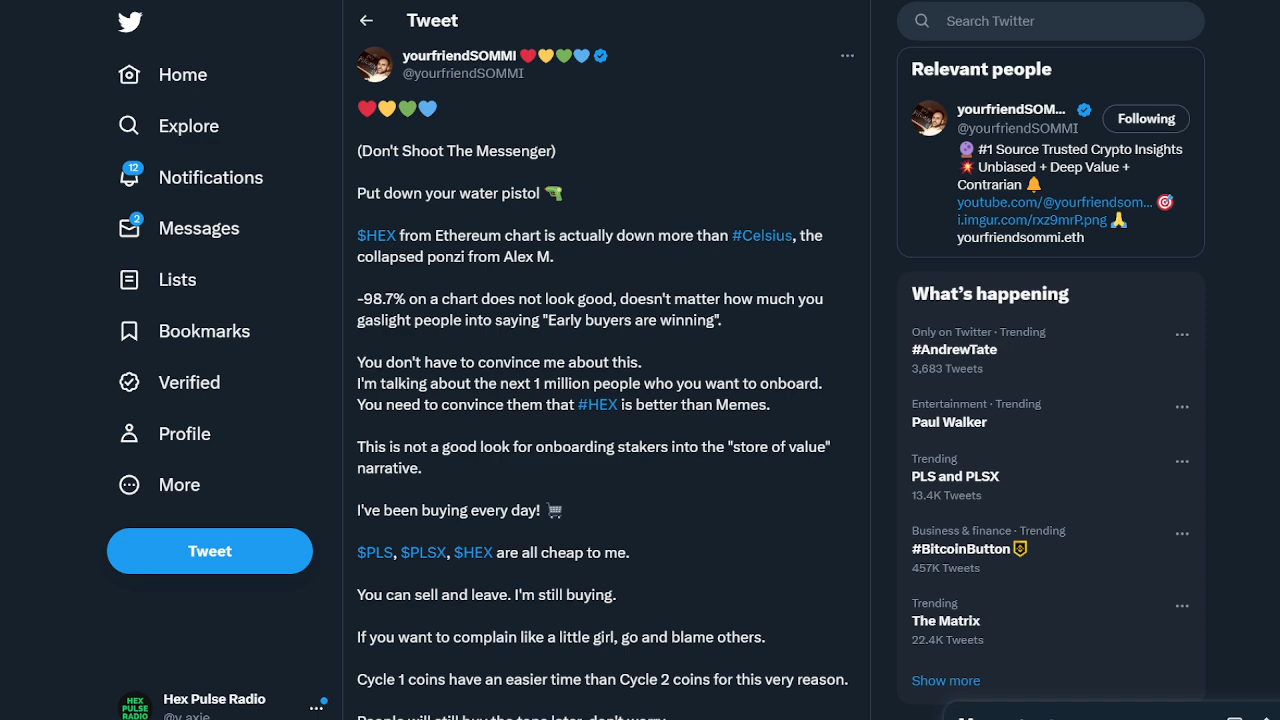 Home
Explore
12
Notifications
2
Messages
Lists
Bookmarks
Verified
Profile
More
Tweet
Hex Pulse Radio
Tweet
yourfriendSOMMI ❤️💛💚💙
@yourfriendSOMMI
❤️💛💚💙
(Don't Shoot The Messenger)
Put down your water pistol 🔫
$HEX from Ethereum chart is actually down more than #Celsius, the
collapsed ponzi from Alex M.
-98.7% on a chart does not look good, doesn't matter how much you
gaslight people into saying "Early buyers are winning".
You don't have to convince me about this.
I'm talking about the next 1 million people who you want to onboard.
You need to convince them that #HEX is better than Memes.
This is not a good look for onboarding stakers into the "store of value"
narrative.
I've been buying every day! 🛒
$PLS, $PLSX, $HEX are all cheap to me.
You can sell and leave. I'm still buying.
If you want to complain like a little girl, go and blame others.
Cycle 1 coins have an easier time than Cycle 2 coins for this very reason.
People will still buy the tops later, don't worry
Search Twitter
Relevant people
yourfriendSOM...
Following
@yourfriendSOMMI
🔮 #1 Source Trusted Crypto Insights
💥 Unbiased + Deep Value +
Contrarian 🔔
youtube.com/@yourfriendsom... 🎯
i.imgur.com/rxz9mrP.png 🙏
yourfriendsommi.eth
What's happening
Only on Twitter · Trending
#AndrewTate
3,683 Tweets
Entertainment · Trending
Paul Walker
Trending
PLS and PLSX
13.4K Tweets
Business & finance · Trending
#BitcoinButton
457K Tweets
Trending
The Matrix
22.4K Tweets
Show more